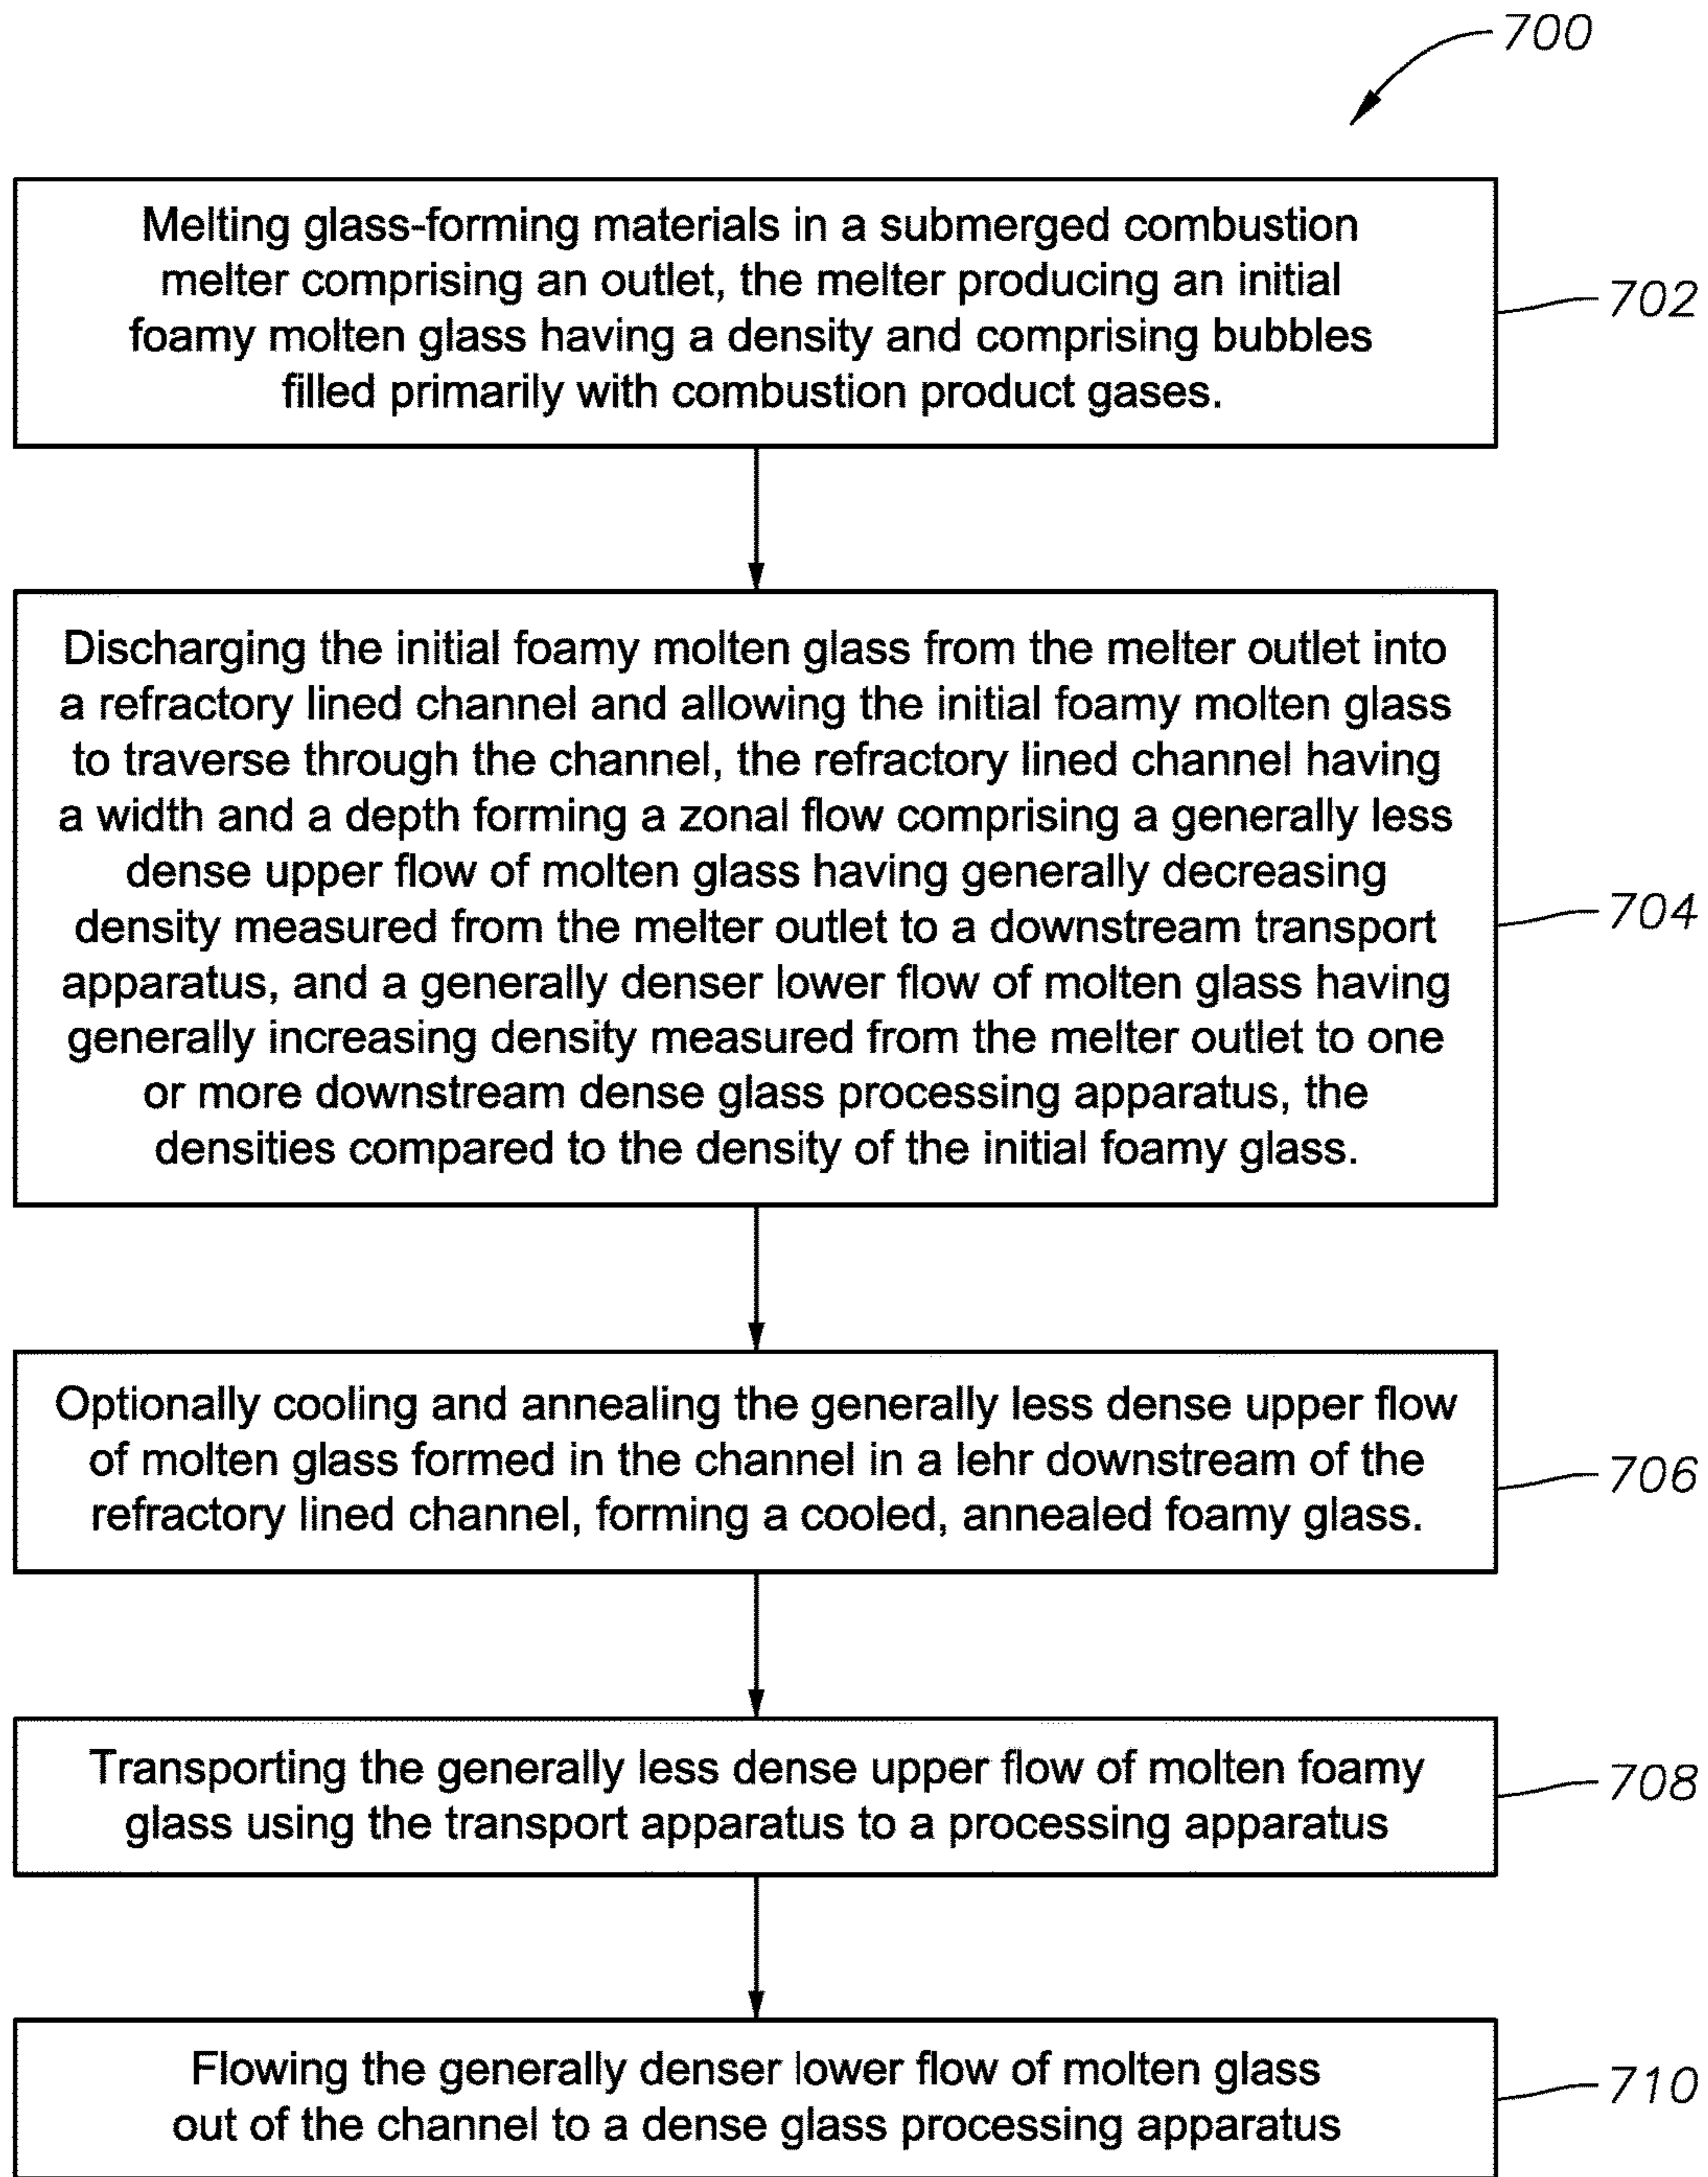 700
Melting glass-forming materials in a submerged combustion
melter comprising an outlet, the melter producing an initial
foamy molten glass having a density and comprising bubbles
filled primarily with combustion product gases.
702
Discharging the initial foamy molten glass from the melter outlet into
a refractory lined channel and allowing the initial foamy molten glass
to traverse through the channel, the refractory lined channel having
a width and a depth forming a zonal flow comprising a generally less
dense upper flow of molten glass having generally decreasing
density measured from the melter outlet to a downstream transport
apparatus, and a generally denser lower flow of molten glass having
generally increasing density measured from the melter outlet to one
or more downstream dense glass processing apparatus, the
densities compared to the density of the initial foamy glass.
704
Optionally cooling and annealing the generally less dense upper flow
of molten glass formed in the channel in a lehr downstream of the
refractory lined channel, forming a cooled, annealed foamy glass.
706
Transporting the generally less dense upper flow of molten foamy
glass using the transport apparatus to a processing apparatus
708
Flowing the generally denser lower flow of molten glass
out of the channel to a dense glass processing apparatus
710